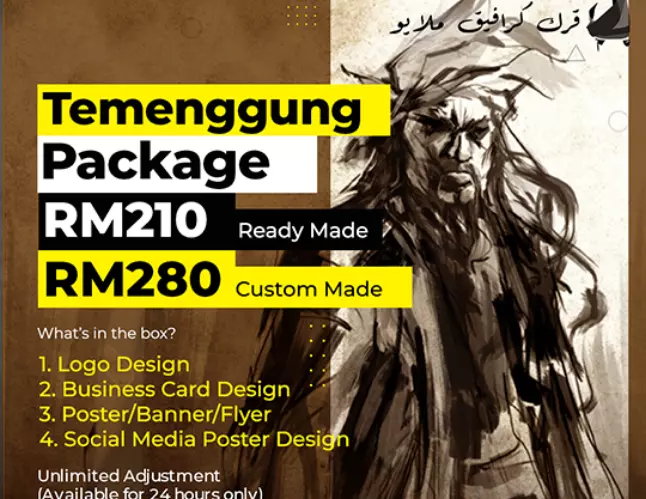 قرك كرافيق ملايو
Temenggung
Package
RM210 Ready Made
RM280 Custom Made
What's in the box?
1. Logo Design
2. Business Card Design
3. Poster/Banner/Flyer
4. Social Media Poster Design
Unlimited Adjustment
(Available for 24 hours only)